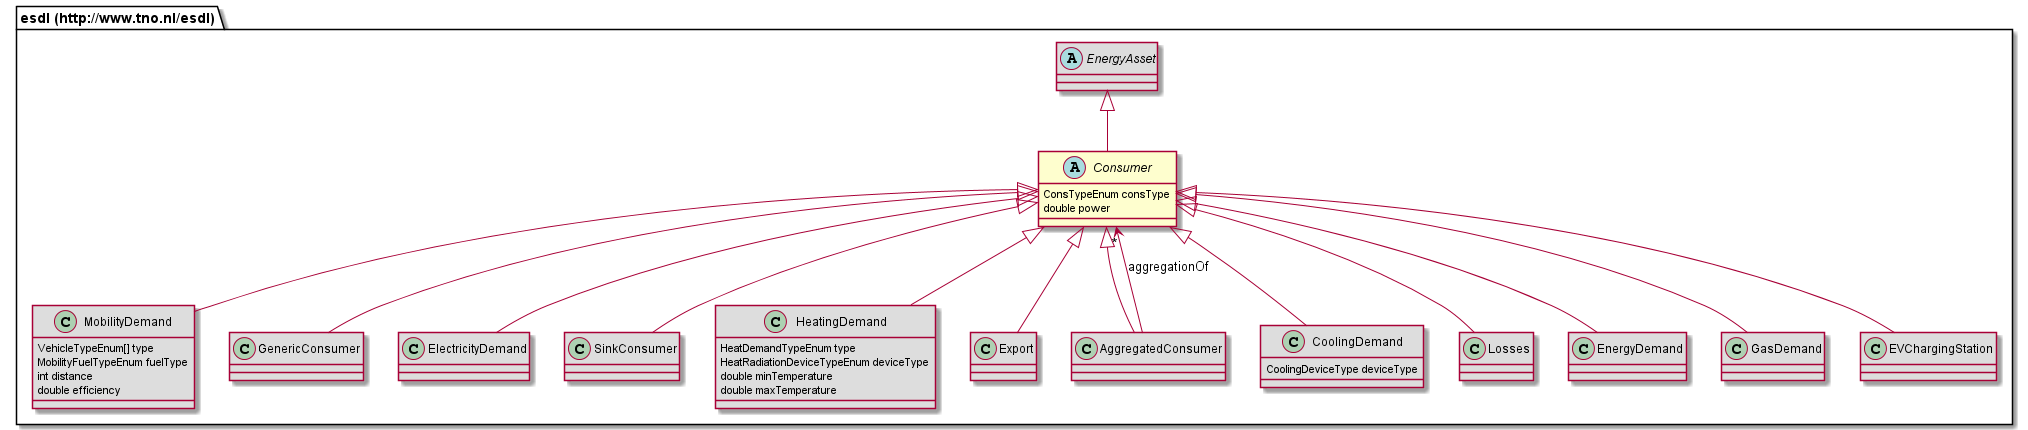 esdl (http://www.tno.nl/esdl)
A EnergyAsset
A Consumer
ConsTypeEnum consType
double power
*
aggregationOf
C MobilityDemand
VehicleTypeEnum[] type
MobilityFuelTypeEnum fuelType
int distance
double efficiency
C GenericConsumer
C ElectricityDemand
C SinkConsumer
C HeatingDemand
HeatDemandTypeEnum type
HeatRadiationDeviceTypeEnum deviceType
double minTemperature
double maxTemperature
C Export
C AggregatedConsumer
C CoolingDemand
CoolingDeviceType deviceType
C Losses
C EnergyDemand
C GasDemand
C EVChargingStation